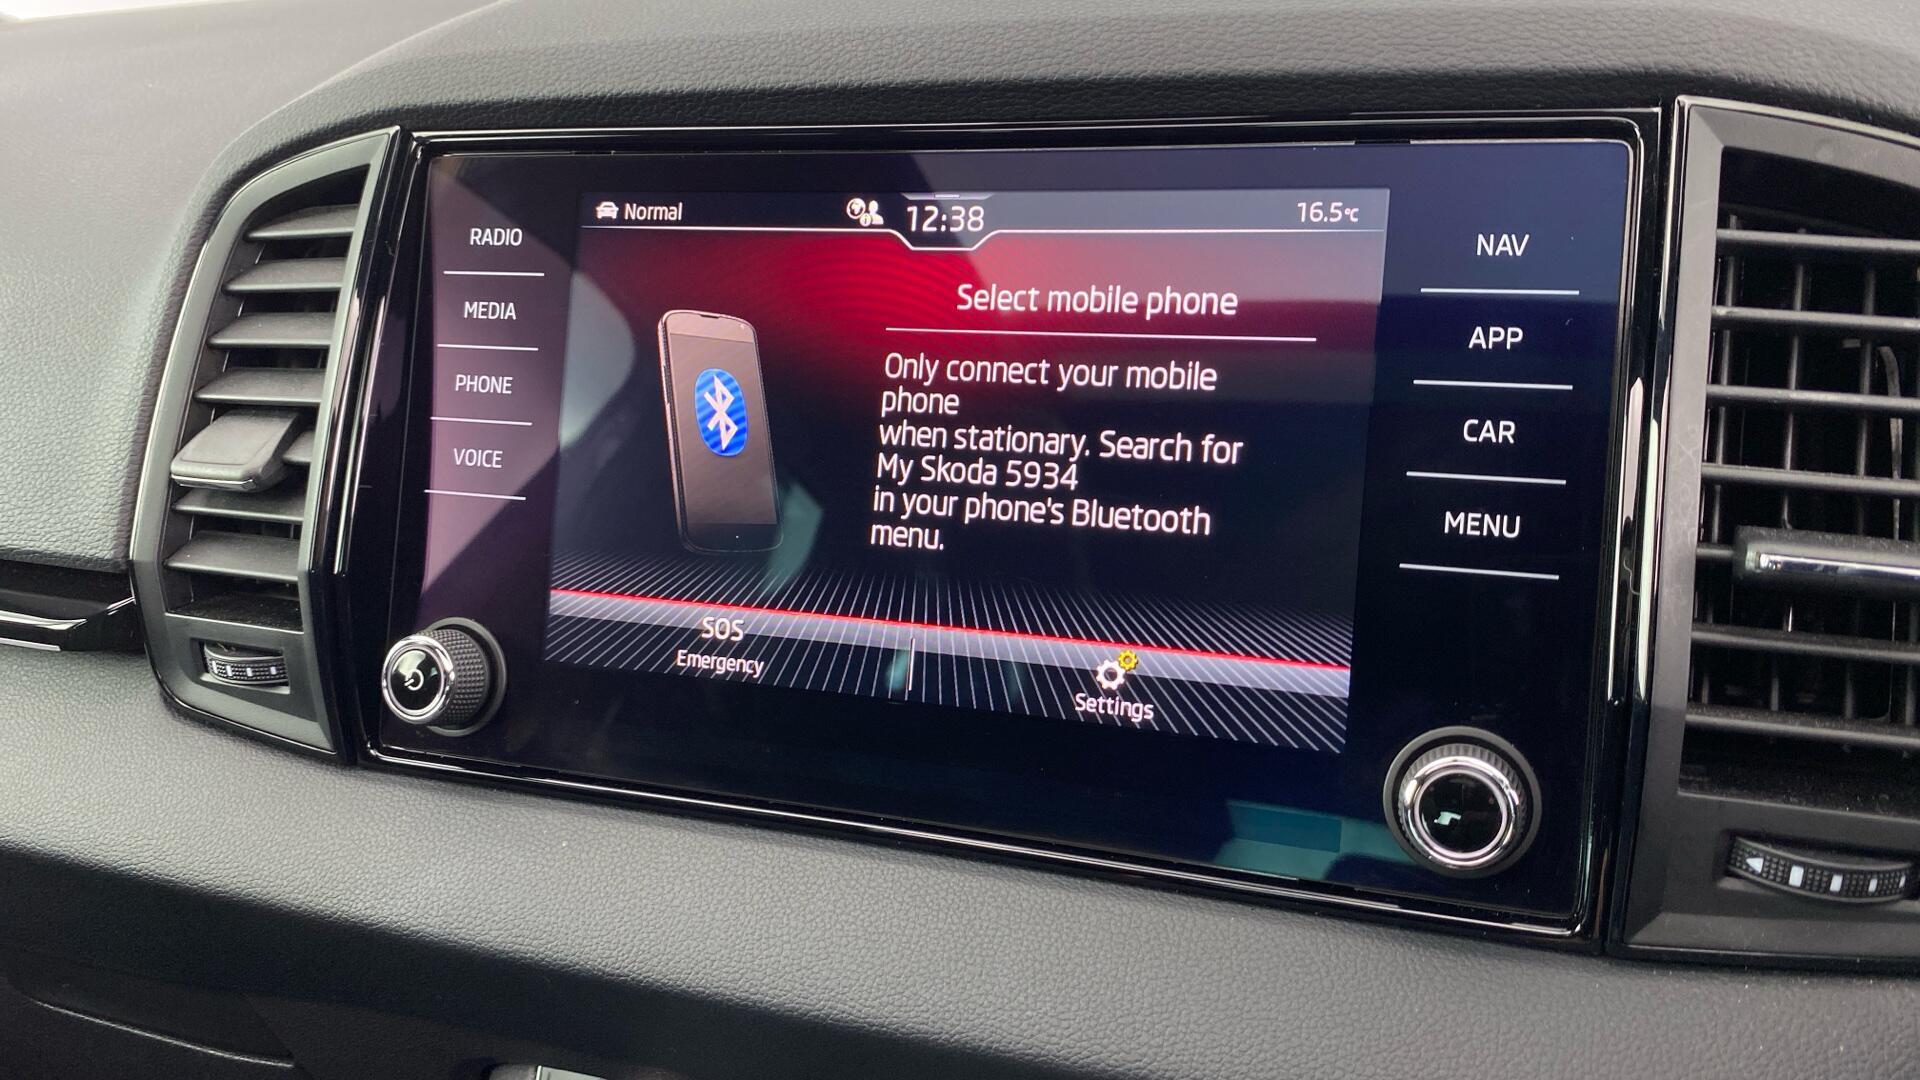 RADIO
MEDIA
PHONE
VOICE
Normal
12:38
16.5°C
Select mobile phone
Only connect your mobile
phone
when stationary. Search for
My Skoda 5934
in your phone's Bluetooth
menu.
SOS
Emergency
Settings
NAV
APP
CAR
MENU